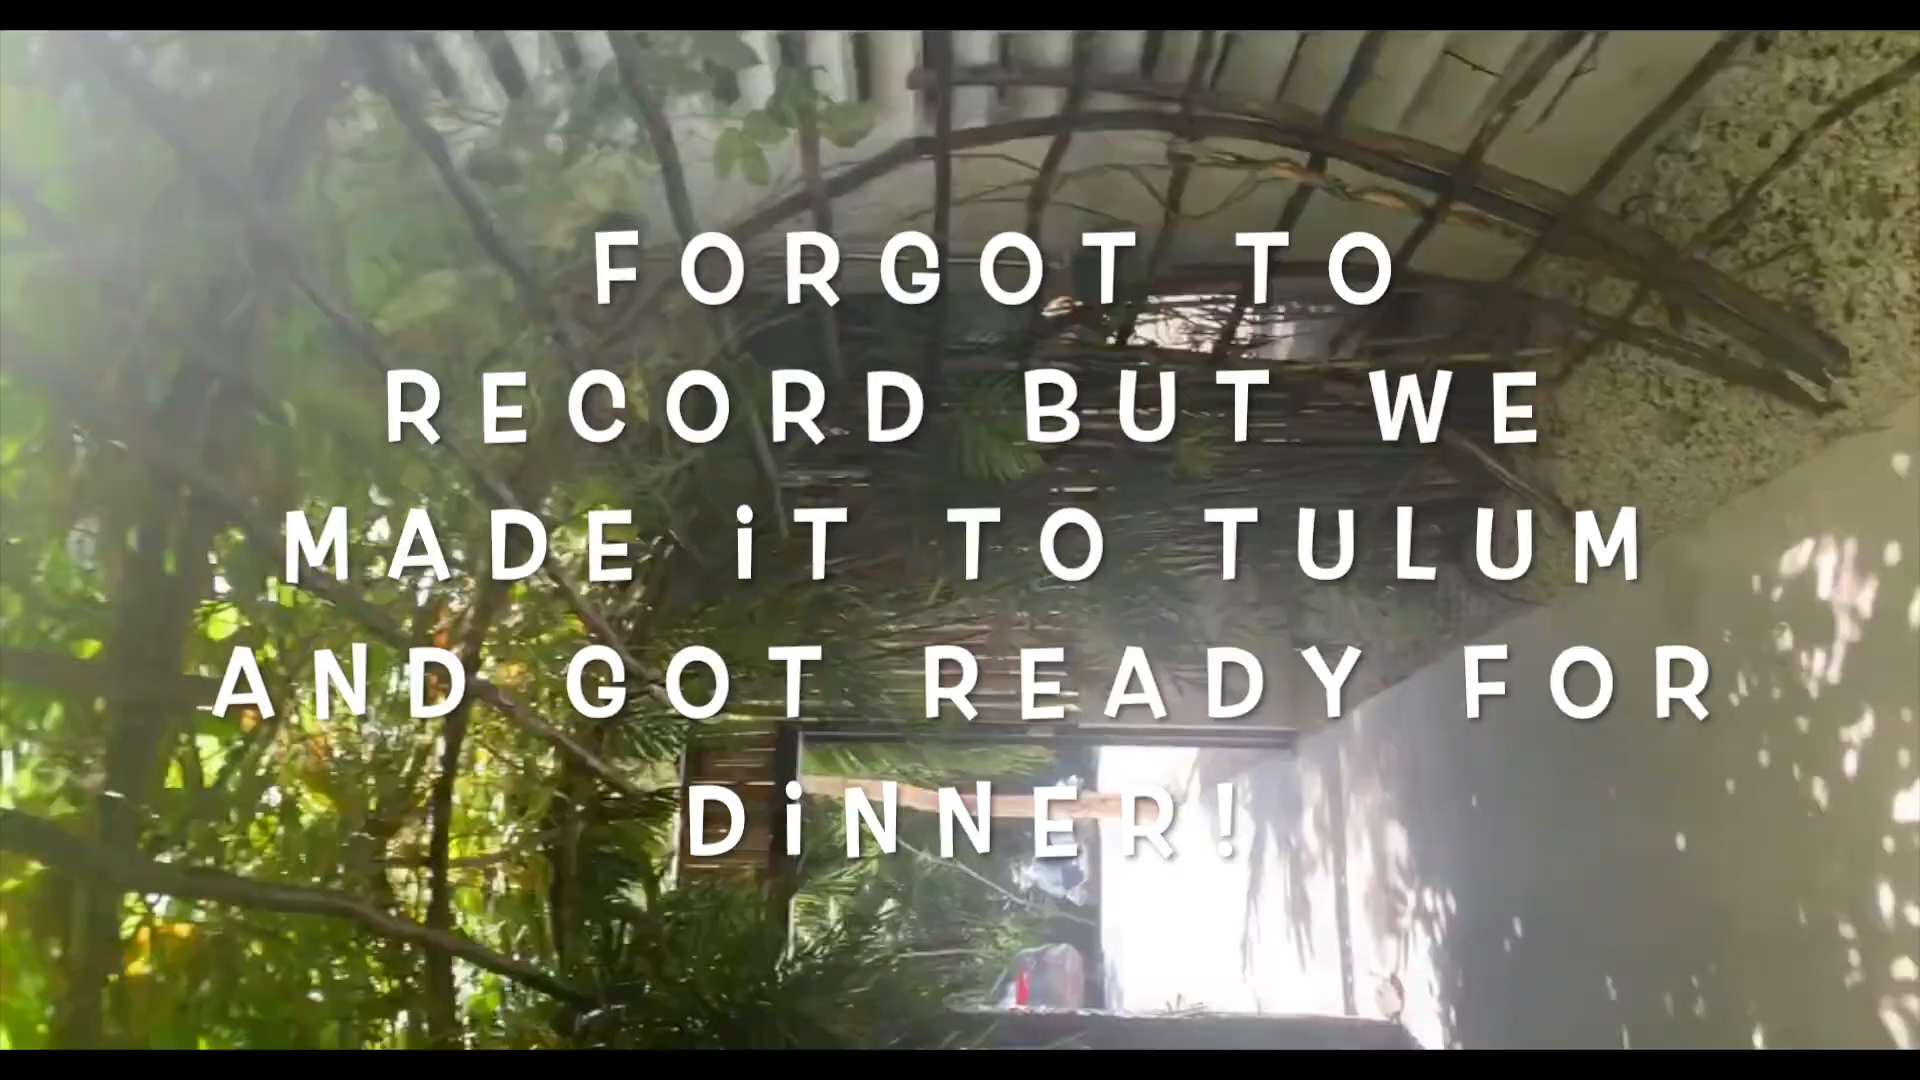 FORGOT TO
RECORD BUT WE
MADE iT TO TULUM
AND GOT READY FOR
DiNNER!